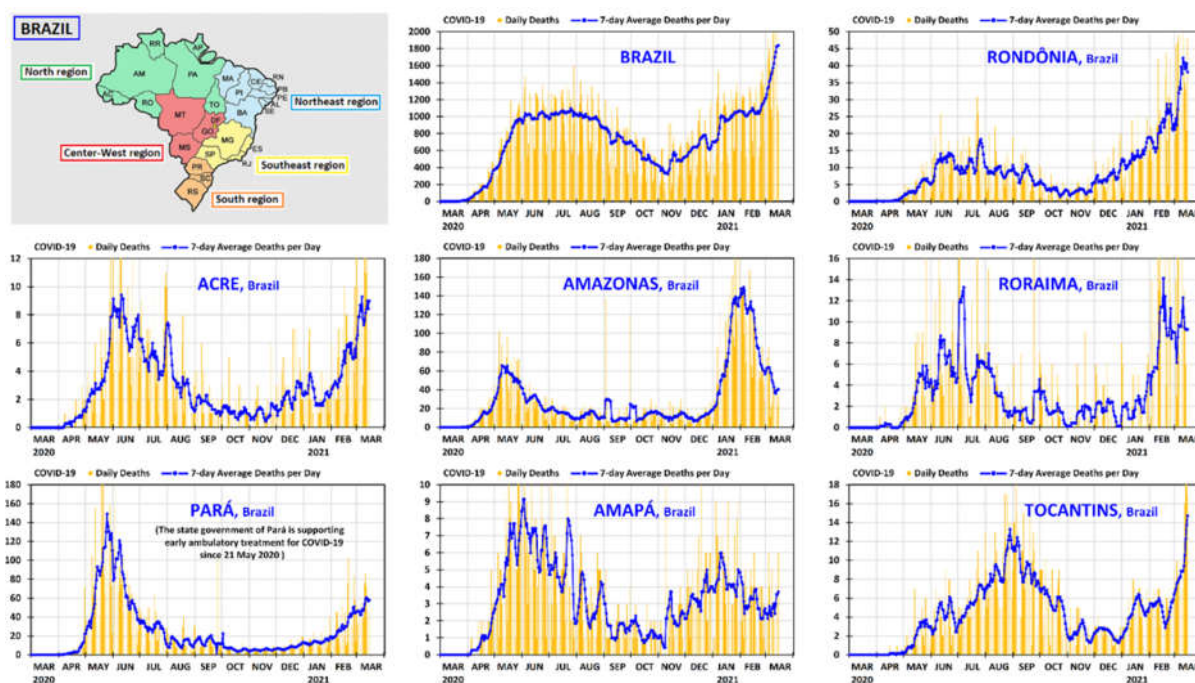 BRAZIL
RR
AP
North region
AM
PA
MA
CE
RN
PB
PI
PE
AC
AL
RO
TO
SE
Northeast region
BA
MT
DF
GO
MG
Center-West region
MS
ES
SP
Southeast region
RJ
PR
SC
RS
South region
COVID-19 Daily Deaths 7-day Average Deaths per Day
BRAZIL
2000
1800
1600
1400
1200
1000
800
600
400
200
0
MAR APR MAY JUN JUL AUG SEP OCT NOV DEC JAN FEB MAR
2020 2021
COVID-19 Daily Deaths 7-day Average Deaths per Day
RONDÔNIA, Brazil
50
45
40
35
30
25
20
15
10
5
0
MAR APR MAY JUN JUL AUG SEP OCT NOV DEC JAN FEB MAR
2020 2021
COVID-19 Daily Deaths 7-day Average Deaths per Day
ACRE, Brazil
12
10
8
6
4
2
0
MAR APR MAY JUN JUL AUG SEP OCT NOV DEC JAN FEB MAR
2020 2021
COVID-19 Daily Deaths 7-day Average Deaths per Day
AMAZONAS, Brazil
180
160
140
120
100
80
60
40
20
0
MAR APR MAY JUN JUL AUG SEP OCT NOV DEC JAN FEB MAR
2020 2021
COVID-19 Daily Deaths 7-day Average Deaths per Day
RORAIMA, Brazil
16
14
12
10
8
6
4
2
0
MAR APR MAY JUN JUL AUG SEP OCT NOV DEC JAN FEB MAR
2020 2021
COVID-19 Daily Deaths 7-day Average Deaths per Day
PARÁ, Brazil
(The state government of Pará is supporting
early ambulatory treatment for COVID-19
since 21 May 2020 )
180
160
140
120
100
80
60
40
20
0
MAR APR MAY JUN JUL AUG SEP OCT NOV DEC JAN FEB MAR
2020 2021
COVID-19 Daily Deaths 7-day Average Deaths per Day
AMAPÁ, Brazil
10
9
8
7
6
5
4
3
2
1
0
MAR APR MAY JUN JUL AUG SEP OCT NOV DEC JAN FEB MAR
2020 2021
COVID-19 Daily Deaths 7-day Average Deaths per Day
TOCANTINS, Brazil
18
16
14
12
10
8
6
4
2
0
MAR APR MAY JUN JUL AUG SEP OCT NOV DEC JAN FEB MAR
2020 2021